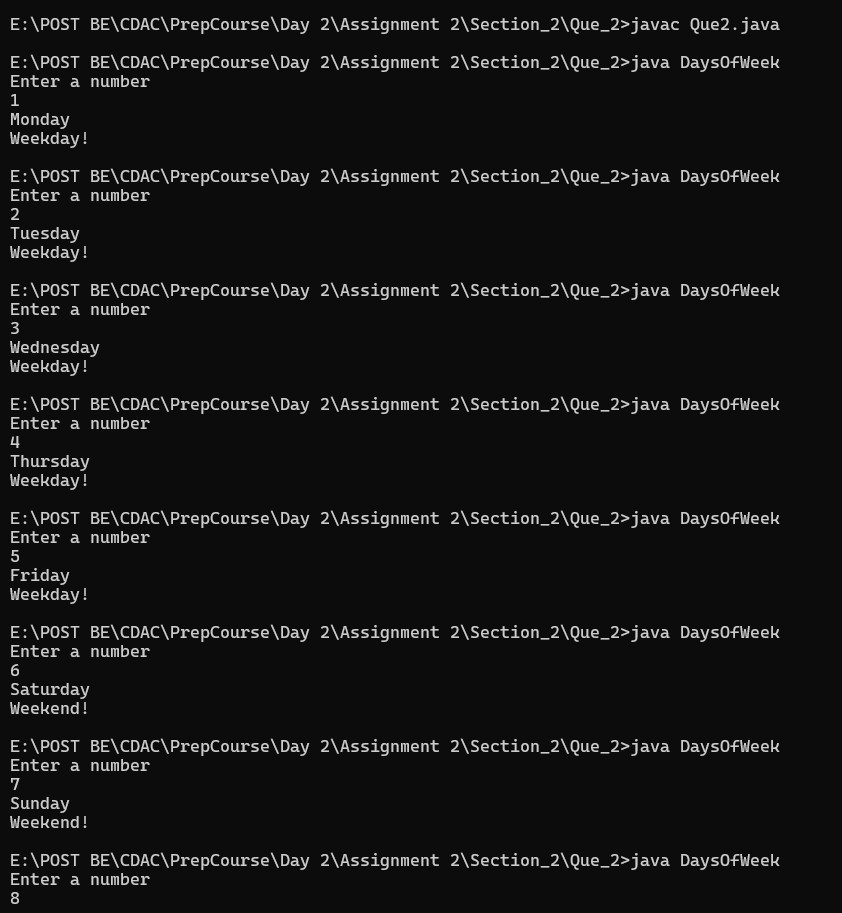 E:\POST BE\CDAC\PrepCourse\Day 2\Assignment 2\Section_2\Que_2>javac Que2.java
E:\POST BE\CDAC\PrepCourse\Day 2\Assignment 2\Section_2\Que_2>java DaysOfWeek
Enter a number
1
Monday
Weekday!
E:\POST BE\CDAC\PrepCourse\Day 2\Assignment 2\Section_2\Que_2>java DaysOfWeek
Enter a number
2
Tuesday
Weekday!
E:\POST BE\CDAC\PrepCourse\Day 2\Assignment 2\Section_2\Que_2>java DaysOfWeek
Enter a number
3
Wednesday
Weekday!
E:\POST BE\CDAC\PrepCourse\Day 2\Assignment 2\Section_2\Que_2>java DaysOfWeek
Enter a number
4
Thursday
Weekday!
E:\POST BE\CDAC\PrepCourse\Day 2\Assignment 2\Section_2\Que_2>java DaysOfWeek
Enter a number
5
Friday
Weekday!
E:\POST BE\CDAC\PrepCourse\Day 2\Assignment 2\Section_2\Que_2>java DaysOfWeek
Enter a number
6
Saturday
Weekend!
E:\POST BE\CDAC\PrepCourse\Day 2\Assignment 2\Section_2\Que_2>java DaysOfWeek
Enter a number
7
Sunday
Weekend!
E:\POST BE\CDAC\PrepCourse\Day 2\Assignment 2\Section_2\Que_2>java DaysOfWeek
Enter a number
8